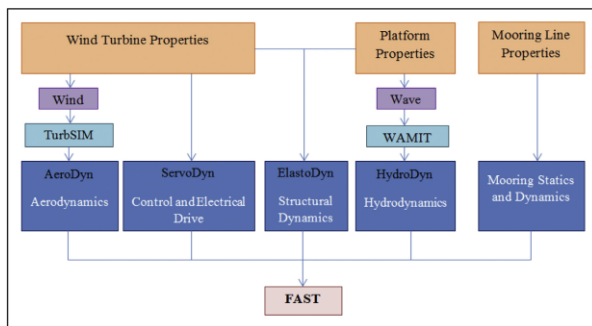 Wind Turbine Properties
Platform
Properties
Mooring Line
Properties
Wind
Wave
TurbSIM
WAMIT
AeroDyn
Aerodynamics
ServoDyn
Control and Electrical
Drive
ElastoDyn
Structural
Dynamics
HydroDyn
Hydrodynamics
Mooring Statics
and Dynamics
FAST